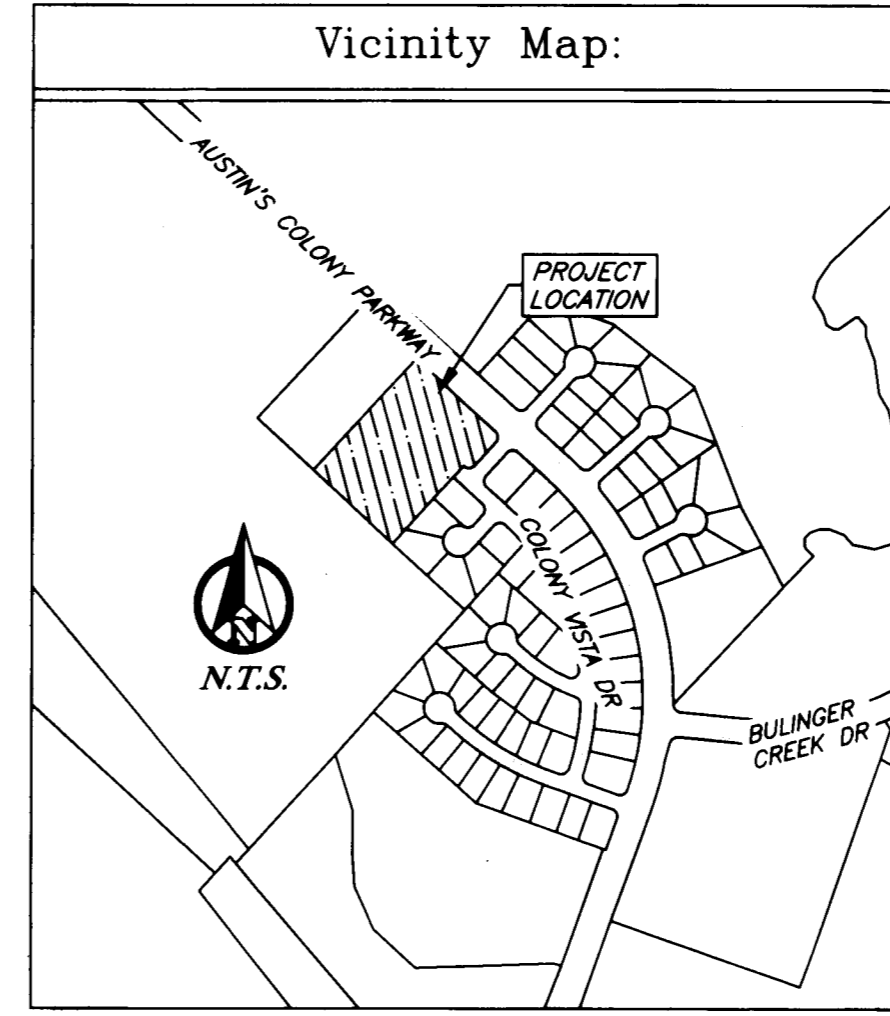 Vicinity Map:
AUSTIN'S COLONY PARKWAY
PROJECT
LOCATION
COLONY VISTA DR
N
N.T.S.
BULINGER
CREEK DR